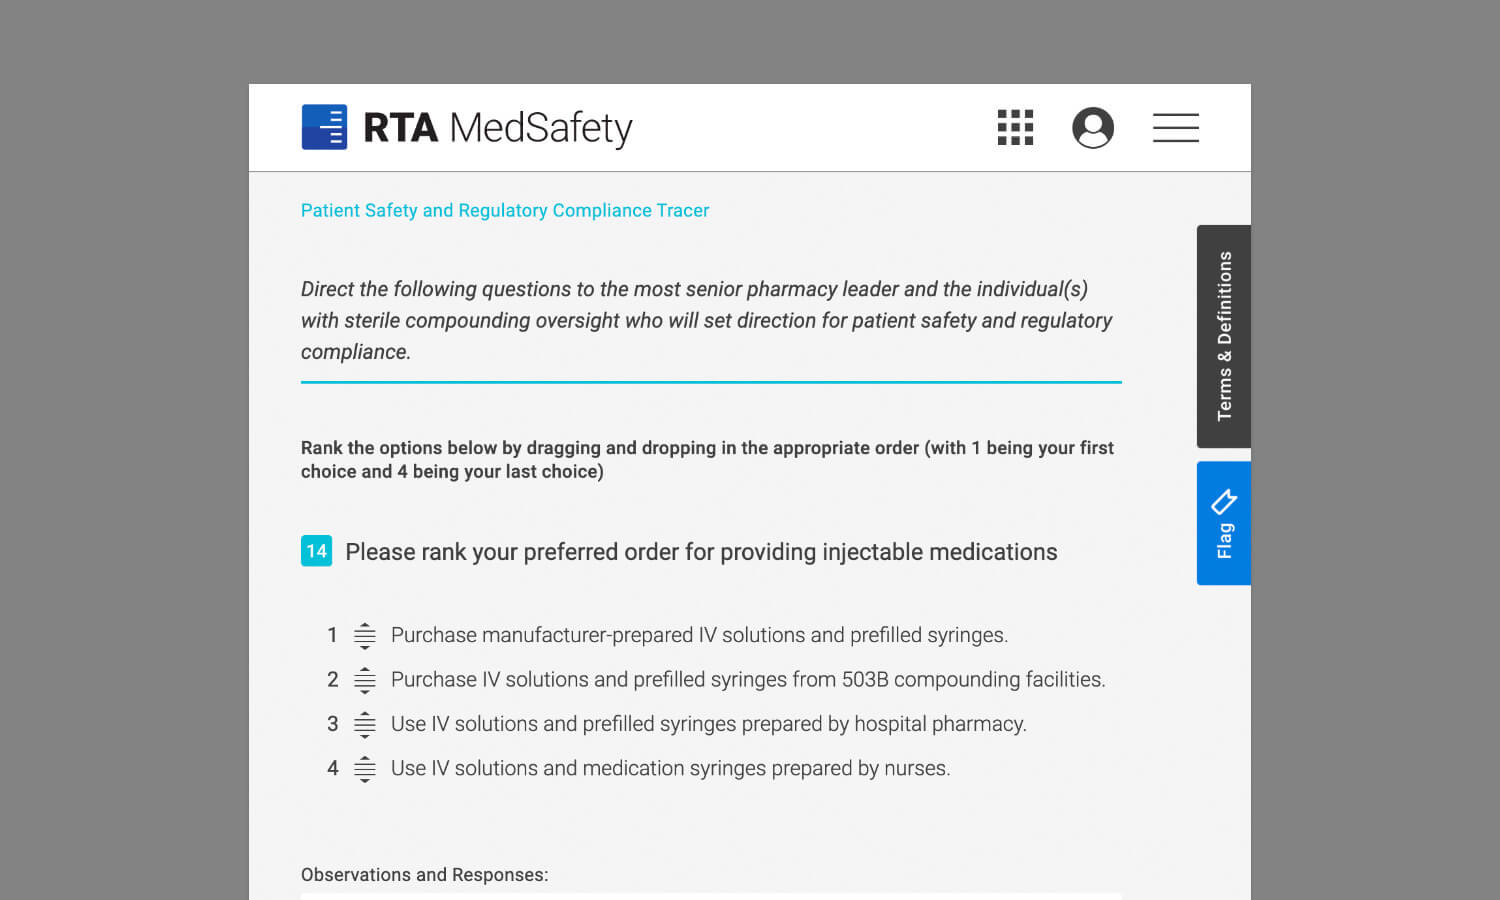 RTA MedSafety
Patient Safety and Regulatory Compliance Tracer
Direct the following questions to the most senior pharmacy leader and the individual(s)
with sterile compounding oversight who will set direction for patient safety and regulatory
compliance.
Terms & Definitions
Rank the options below by dragging and dropping in the appropriate order (with 1 being your first
choice and 4 being your last choice)
Flag
14 Please rank your preferred order for providing injectable medications
1 Purchase manufacturer-prepared IV solutions and prefilled syringes.
2 Purchase IV solutions and prefilled syringes from 503B compounding facilities.
3 Use IV solutions and prefilled syringes prepared by hospital pharmacy.
4 Use IV solutions and medication syringes prepared by nurses.
Observations and Responses: